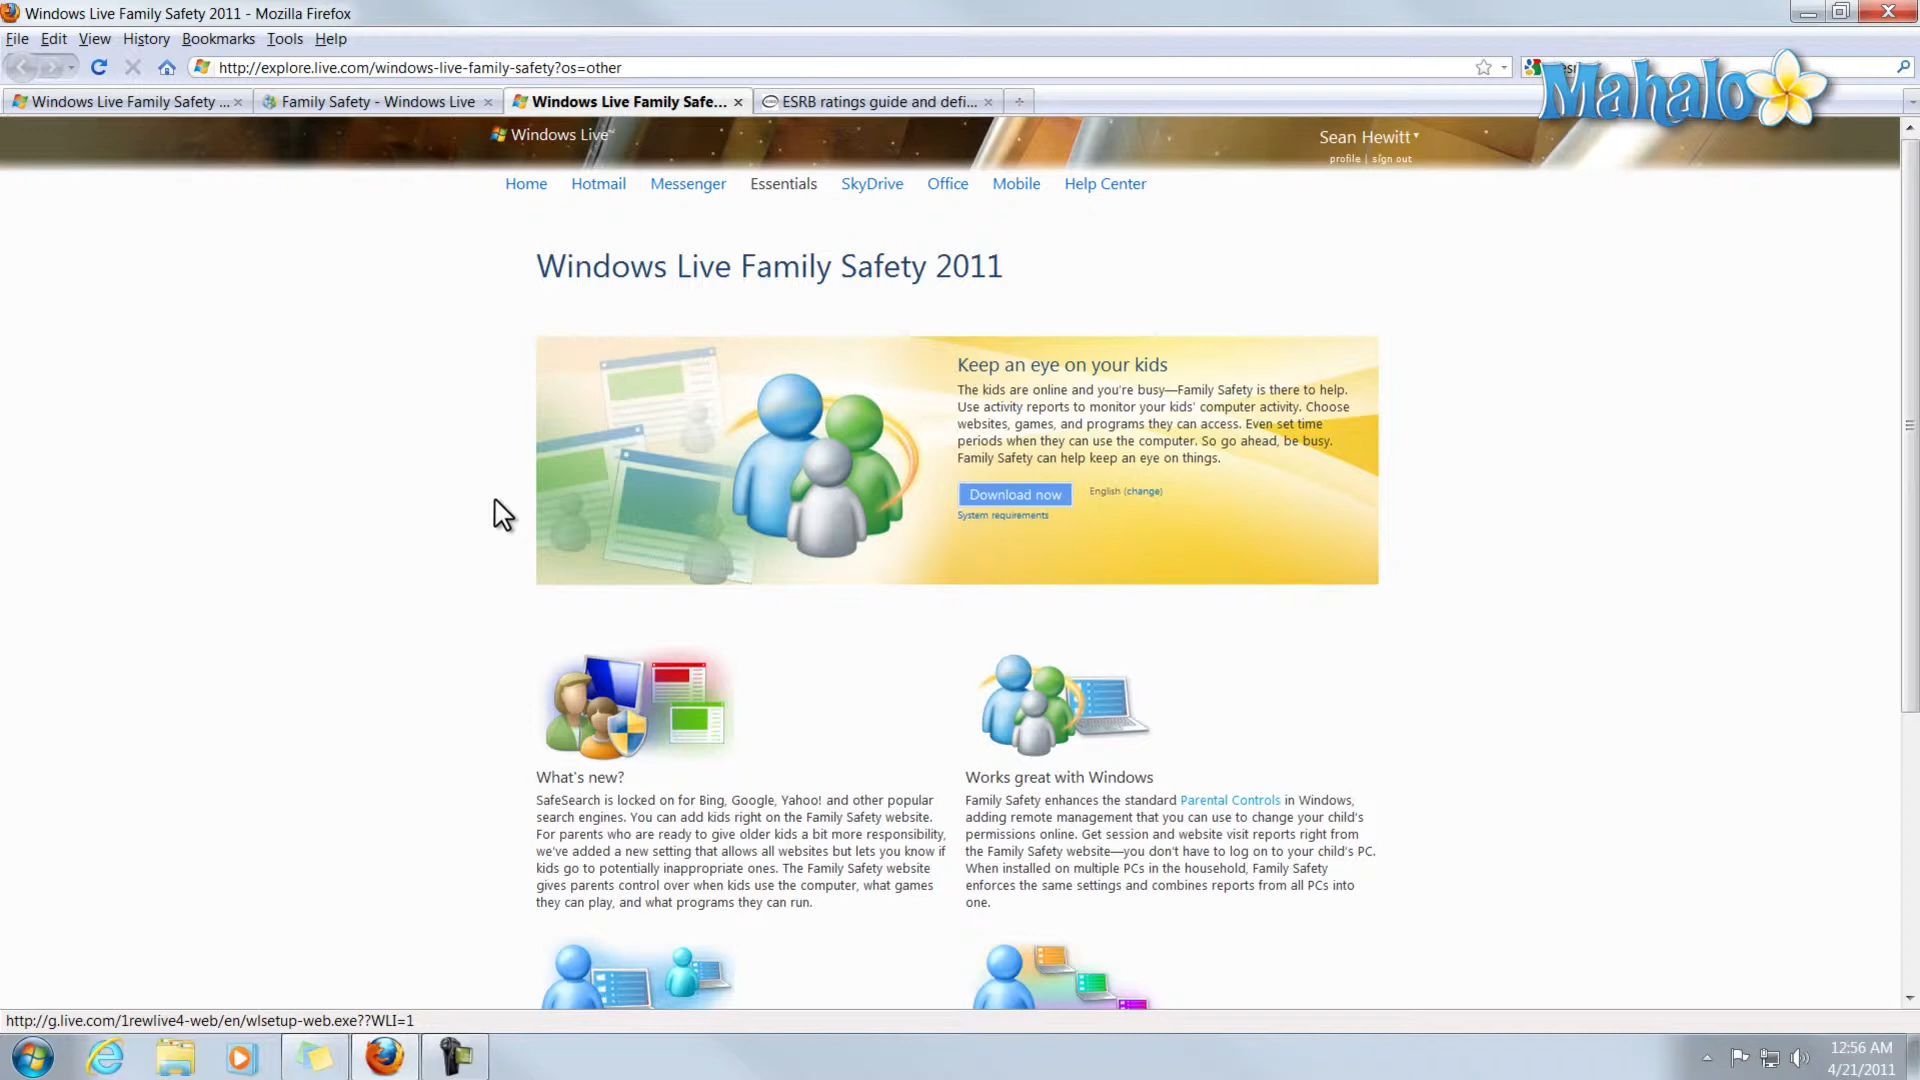 Windows Live Family Safety 2011 - Mozilla Firefox
File Edit View History Bookmarks Tools Help
http://explore.live.com/windows-live-family-safety?os=other
Mahalo
Windows Live Family Safety ...
Family Safety - Windows Live
Windows Live Family Safe...
ESRB ratings guide and defi...
Windows Live™
Sean Hewitt
profile | sign out
Home Hotmail Messenger Essentials SkyDrive Office Mobile Help Center
Windows Live Family Safety 2011
Keep an eye on your kids
The kids are online and you're busy—Family Safety is there to help.
Use activity reports to monitor your kids' computer activity. Choose
websites, games, and programs they can access. Even set time
periods when they can use the computer. So go ahead, be busy.
Family Safety can help keep an eye on things.
Download now English (change)
System requirements
What's new?
SafeSearch is locked on for Bing, Google, Yahoo! and other popular
search engines. You can add kids right on the Family Safety website.
For parents who are ready to give older kids a bit more responsibility,
we've added a new setting that allows all websites but lets you know if
kids go to potentially inappropriate ones. The Family Safety website
gives parents control over when kids use the computer, what games
they can play, and what programs they can run.
Works great with Windows
Family Safety enhances the standard Parental Controls in Windows,
adding remote management that you can use to change your child's
permissions online. Get session and website visit reports right from
the Family Safety website—you don't have to log on to your child's PC.
When installed on multiple PCs in the household, Family Safety
enforces the same settings and combines reports from all PCs into
one.
http://g.live.com/1rewlive4-web/en/wlsetup-web.exe??WLI=1
12:56 AM
4/21/2011